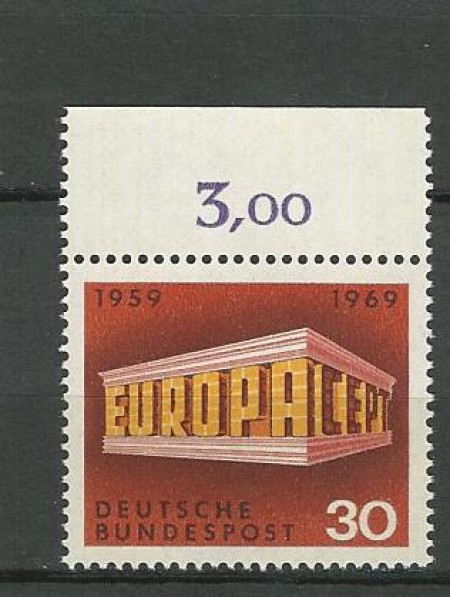 3,00
1959 1969
EUROPA CEPT
DEUTSCHE
BUNDESPOST 30